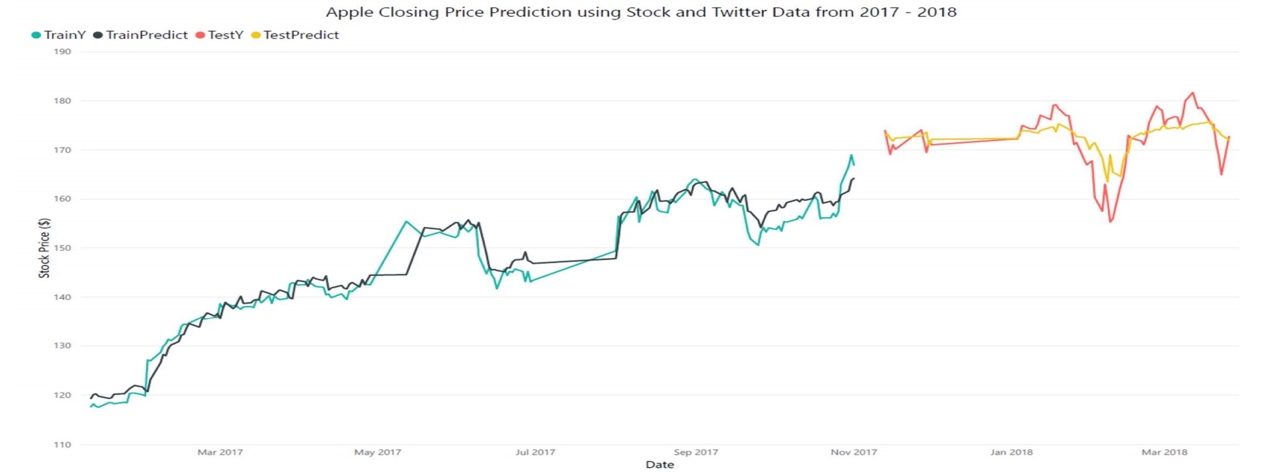 Apple Closing Price Prediction using Stock and Twitter Data from 2017 - 2018
TrainY TrainPredict TestY TestPredict
190
180
170
160
150
140
130
120
110
Stock Price ($)
Mar 2017 May 2017 Jul 2017 Sep 2017 Nov 2017 Jan 2018 Mar 2018
Date